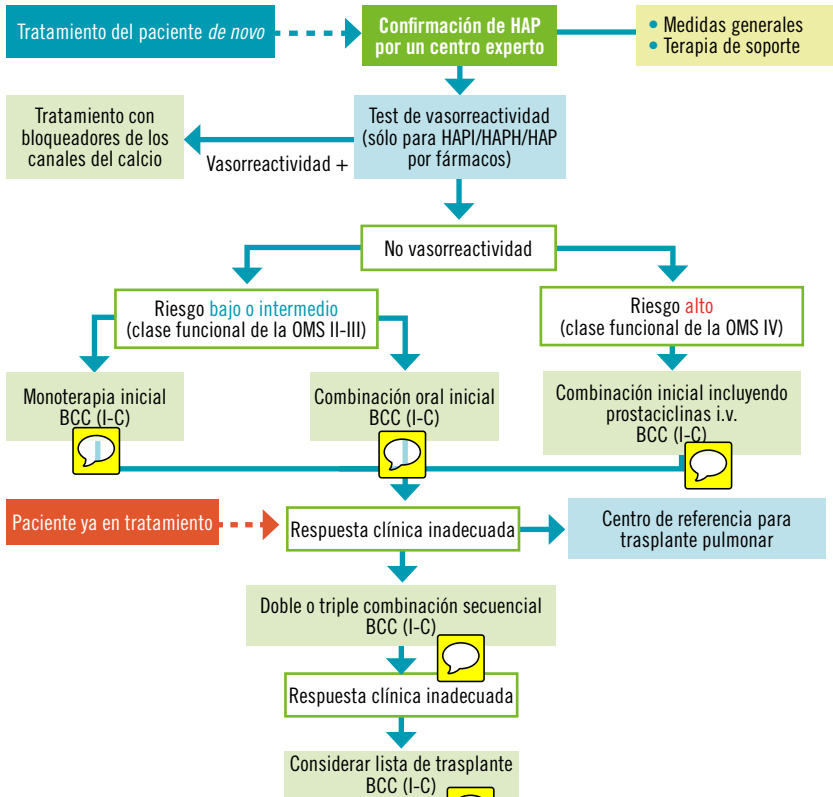 Tratamiento del paciente de novo
Confirmación de HAP
por un centro experto
• Medidas generales
• Terapia de soporte
Tratamiento con
bloqueadores de los
canales del calcio
Vasorreactividad +
Test de vasorreactividad
(sólo para HAPI/HAPH/HAP
por fármacos)
No vasorreactividad
Riesgo bajo o intermedio
(clase funcional de la OMS II-III)
Riesgo alto
(clase funcional de la OMS IV)
Monoterapia inicial
BCC (I-C)
Combinación oral inicial
BCC (I-C)
Combinación inicial incluyendo
prostaciclinas i.v.
BCC (I-C)
Paciente ya en tratamiento
Respuesta clínica inadecuada
Centro de referencia para
trasplante pulmonar
Doble o triple combinación secuencial
BCC (I-C)
Respuesta clínica inadecuada
Considerar lista de trasplante
BCC (I-C)